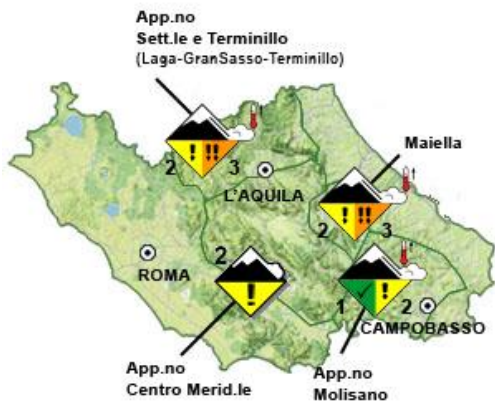 App.no
Sett.le e Terminillo
(Laga-GranSasso-Terminillo)
! !!
2 3
L'AQUILA
Maiella
! !!
2 3
ROMA
2
!
✓ !
1 2
CAMPOBASSO
App.no
Centro Merid.le
App.no
Molisano